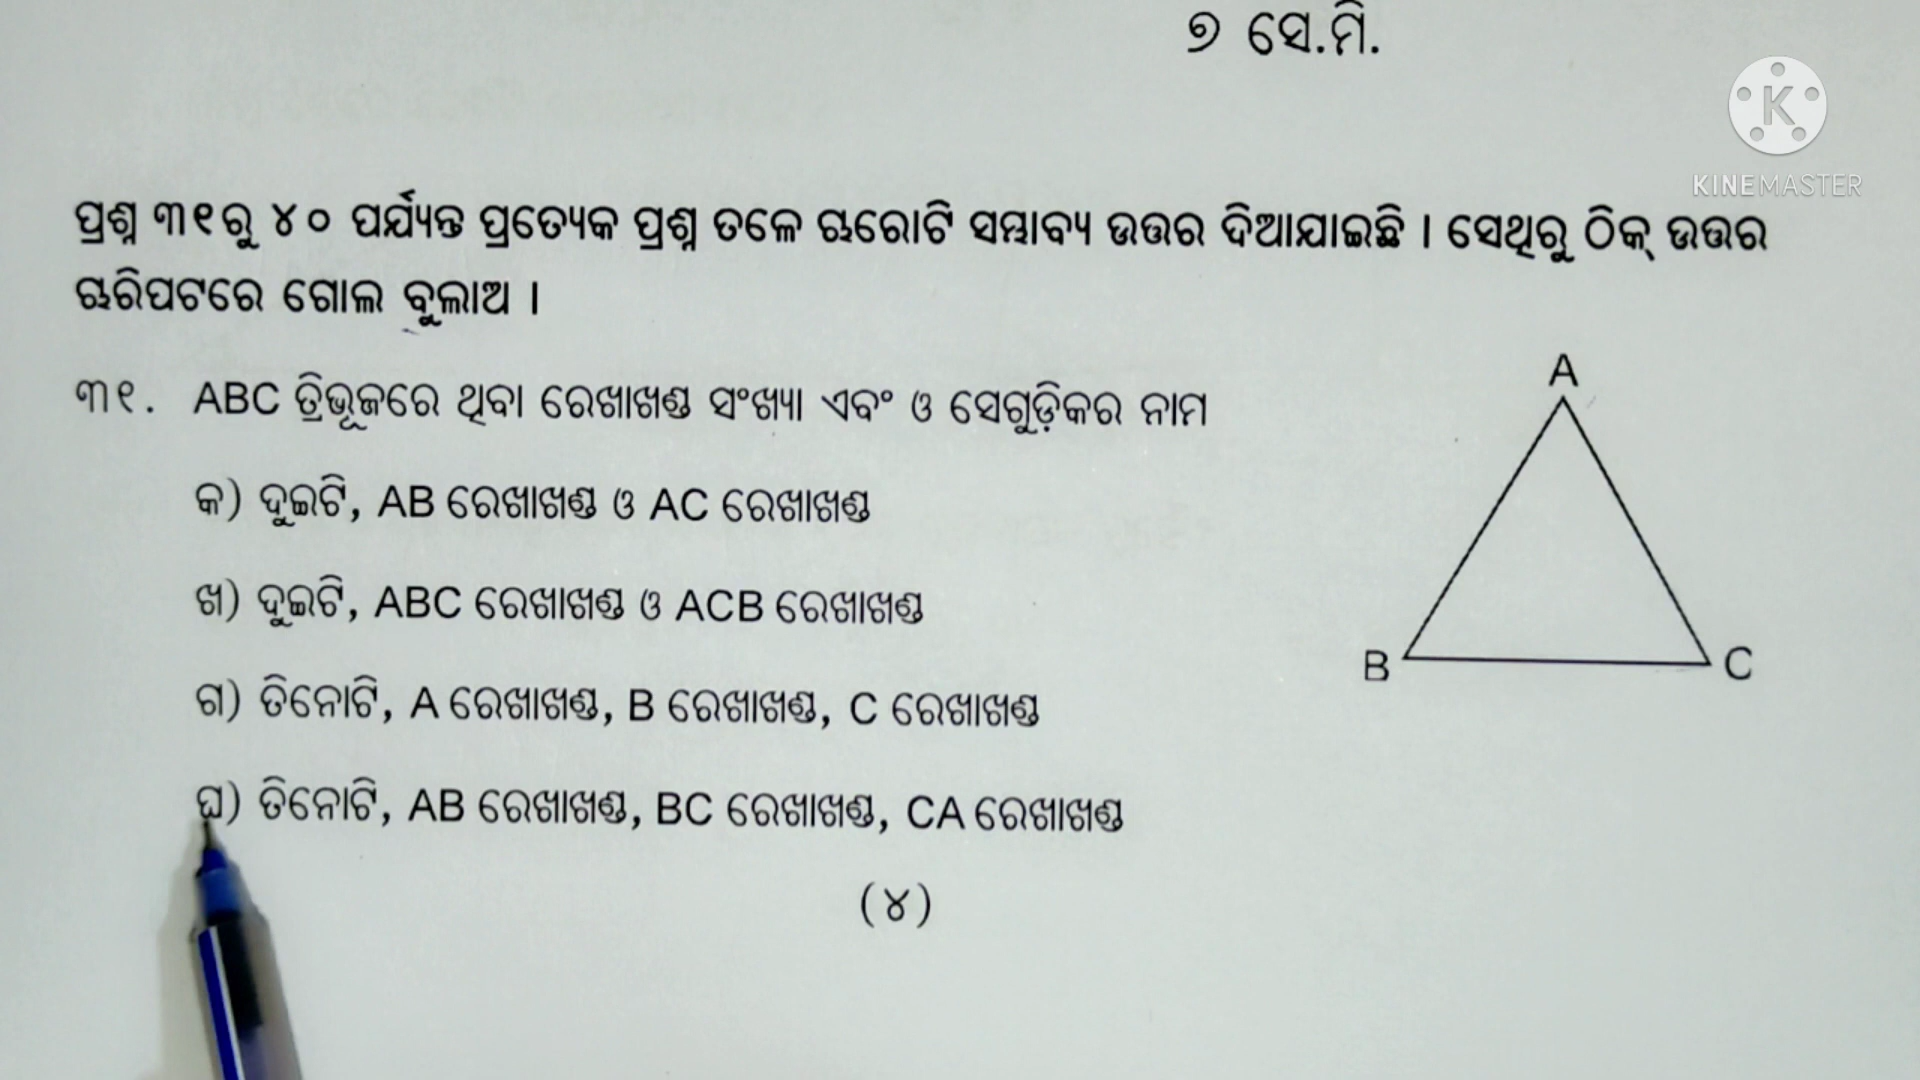 ୭ ସେ.ମି.
K
KINEMASTER
ପ୍ରଶ୍ନ ୩୧ରୁ ୪୦ ପର୍ଯ୍ୟନ୍ତ ପ୍ରତ୍ୟେକ ପ୍ରଶ୍ନ ତଳେ ଋରୋଟି ସମ୍ଭାବ୍ୟ ଉତ୍ତର ଦିଆଯାଇଛି । ସେଥିରୁ ଠିକ୍ ଉତ୍ତର
ଋରିପଟରେ ଗୋଲ ବୁଲାଅ ।
୩୧. ABC ତ୍ରିଭୂଜରେ ଥିବା ରେଖାଖଣ୍ଡ ସଂଖ୍ୟା ଏବଂ ଓ ସେଗୁଡ଼ିକର ନାମ
A
କ) ଦୁଇଟି, AB ରେଖାଖଣ୍ଡ ଓ AC ରେଖାଖଣ୍ଡ
ଖ) ଦୁଇଟି, ABC ରେଖାଖଣ୍ଡ ଓ ACB ରେଖାଖଣ୍ଡ
B C
ଗ) ତିନୋଟି, A ରେଖାଖଣ୍ଡ, B ରେଖାଖଣ୍ଡ, C ରେଖାଖଣ୍ଡ
ଘ) ତିନୋଟି, AB ରେଖାଖଣ୍ଡ, BC ରେଖାଖଣ୍ଡ, CA ରେଖାଖଣ୍ଡ
(୪)